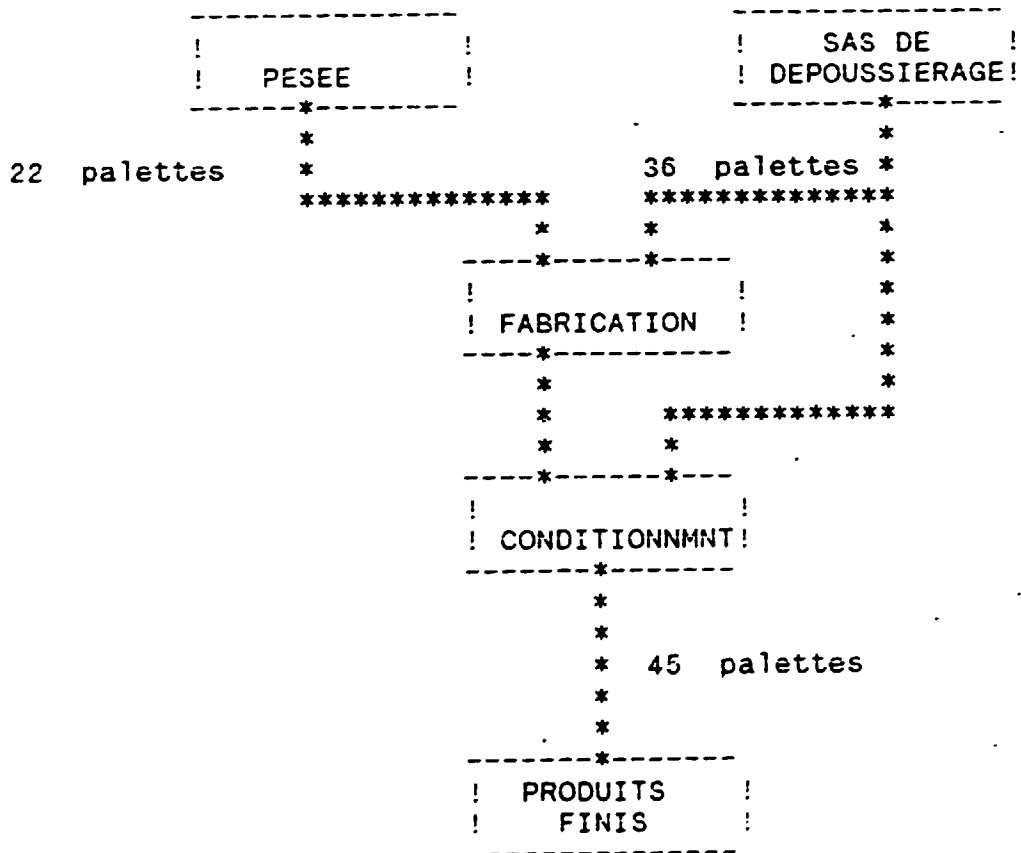 PESEE
SAS DE
DEPOUSSIERAGE
22 palettes
36 palettes
FABRICATION
CONDITIONNMNT
45 palettes
PRODUITS
FINIS